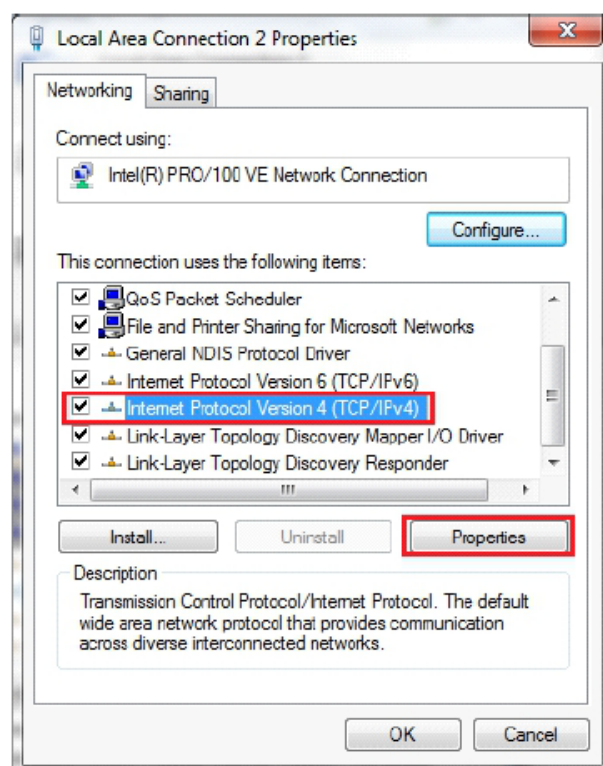 Local Area Connection 2 Properties
X
Networking
Sharing
Connect using:
Intel(R) PRO/100 VE Network Connection
Configure...
This connection uses the following items:
QoS Packet Scheduler
File and Printer Sharing for Microsoft Networks
General NDIS Protocol Driver
Internet Protocol Version 6 (TCP/IPv6)
Internet Protocol Version 4 (TCP/IPv4)
Link-Layer Topology Discovery Mapper I/O Driver
Link-Layer Topology Discovery Responder
Install...
Uninstall
Properties
Description
Transmission Control Protocol/Internet Protocol. The default
wide area network protocol that provides communication
across diverse interconnected networks.
OK
Cancel